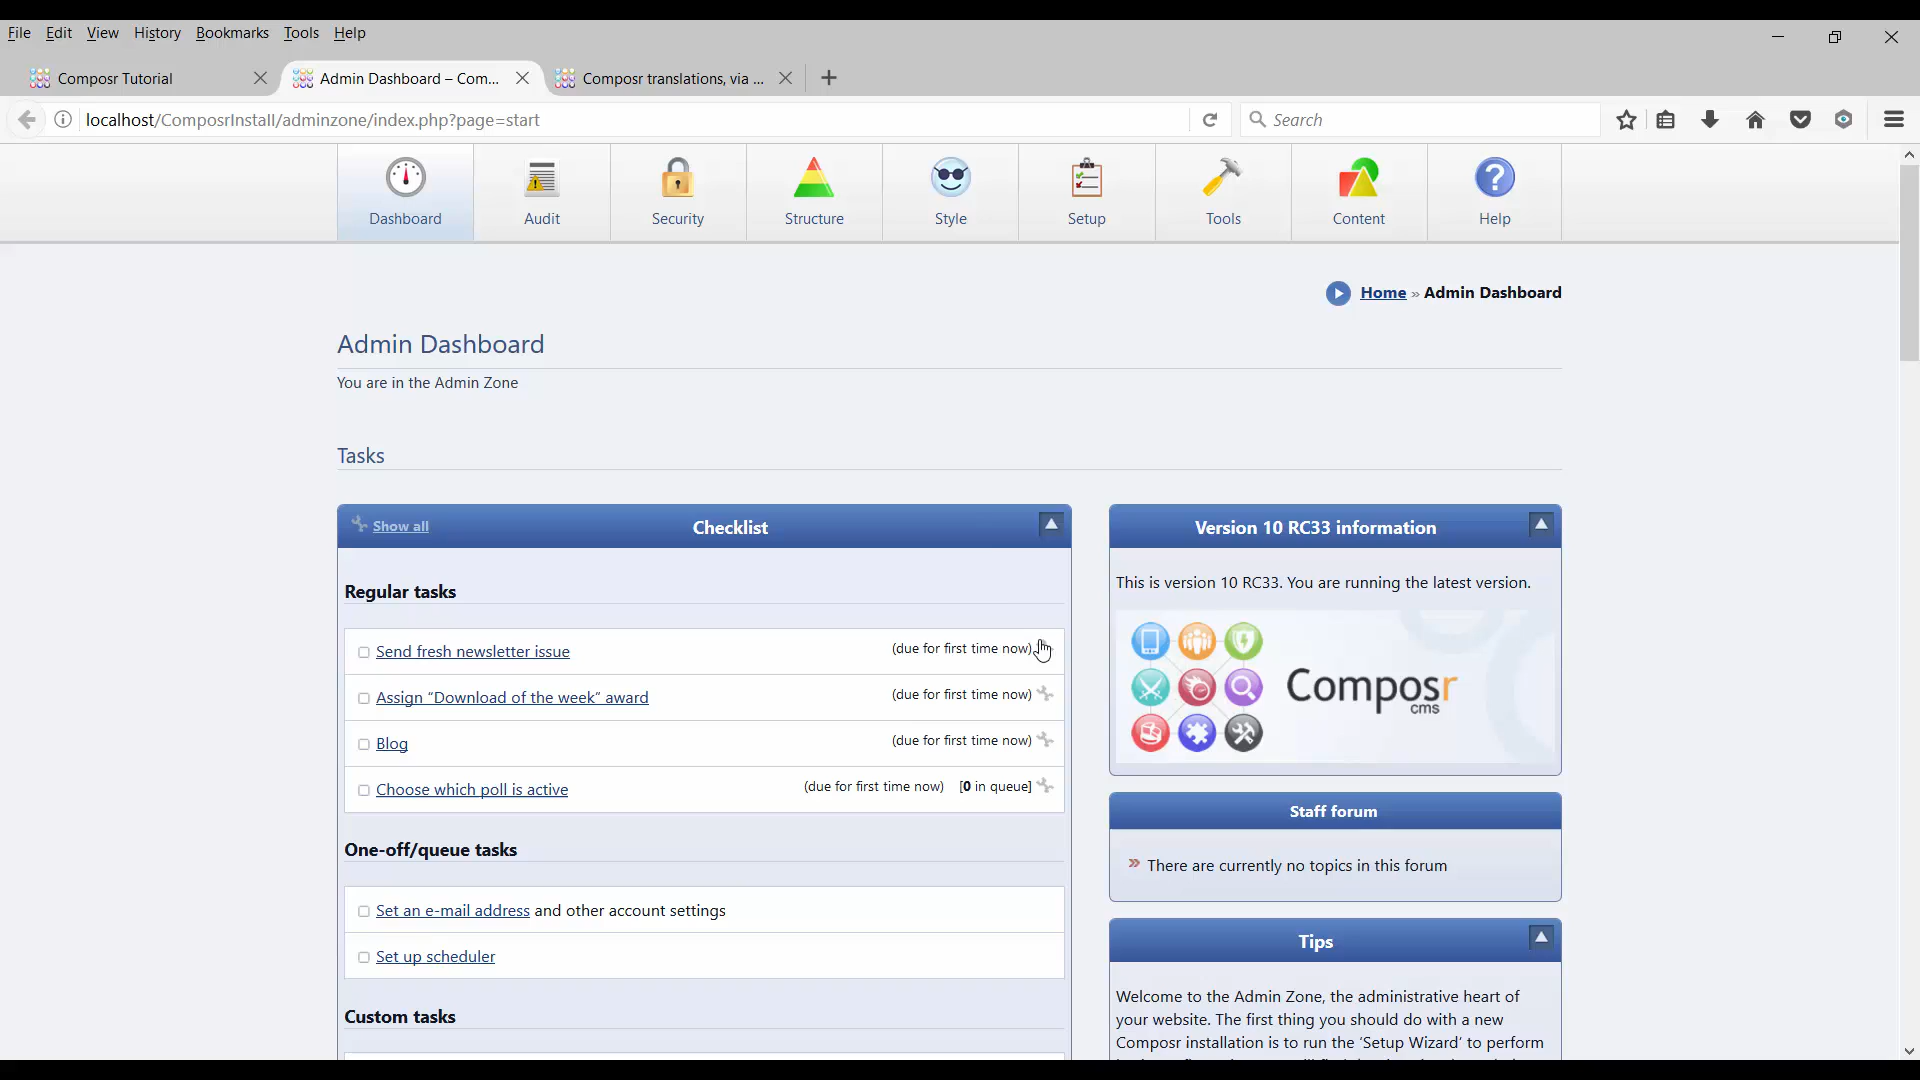 File Edit View History Bookmarks Tools Help
Composr Tutorial
Admin Dashboard – Com...
Composr translations, via ...
localhost/ComposrInstall/adminzone/index.php?page=start
Search
Dashboard
Audit
Security
Structure
Style
Setup
Tools
Content
Help
Home » Admin Dashboard
Admin Dashboard
You are in the Admin Zone
Tasks
Show all
Checklist
Regular tasks
Send fresh newsletter issue (due for first time now)
Assign “Download of the week” award (due for first time now)
Blog (due for first time now)
Choose which poll is active (due for first time now) [0 in queue]
One-off/queue tasks
Set an e-mail address and other account settings
Set up scheduler
Custom tasks
Version 10 RC33 information
This is version 10 RC33. You are running the latest version.
Composr
cms
Staff forum
There are currently no topics in this forum
Tips
Welcome to the Admin Zone, the administrative heart of
your website. The first thing you should do with a new
Composr installation is to run the ‘Setup Wizard’ to perform